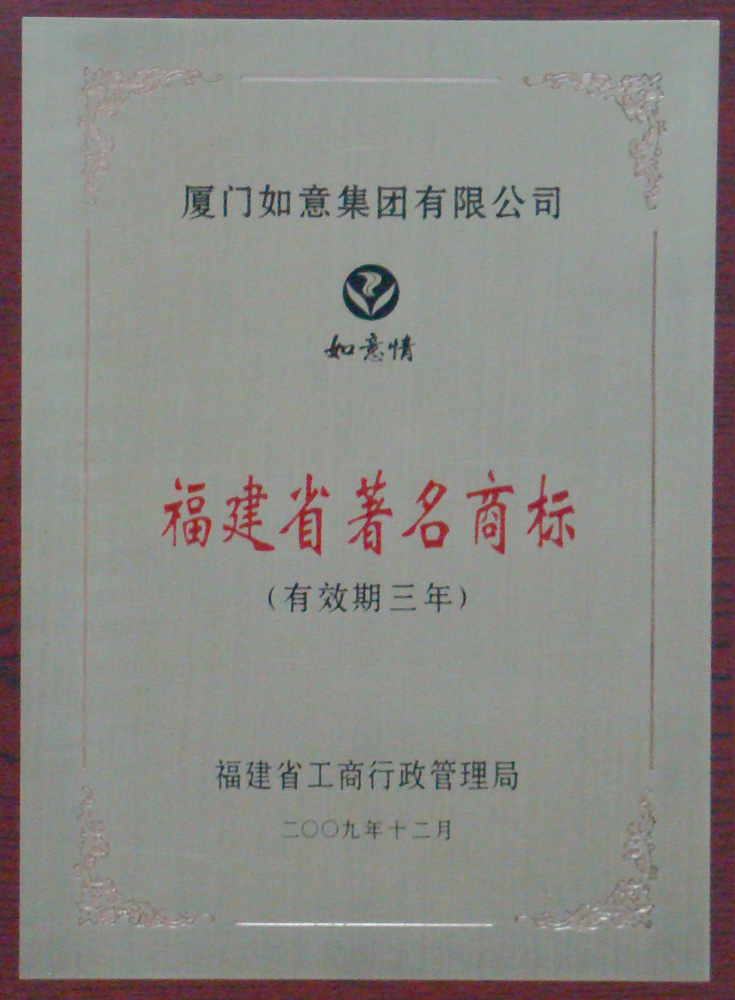 厦门如意集团有限公司
如意情
福建省著名商标
（有效期三年）
福建省工商行政管理局
二〇〇九年十二月